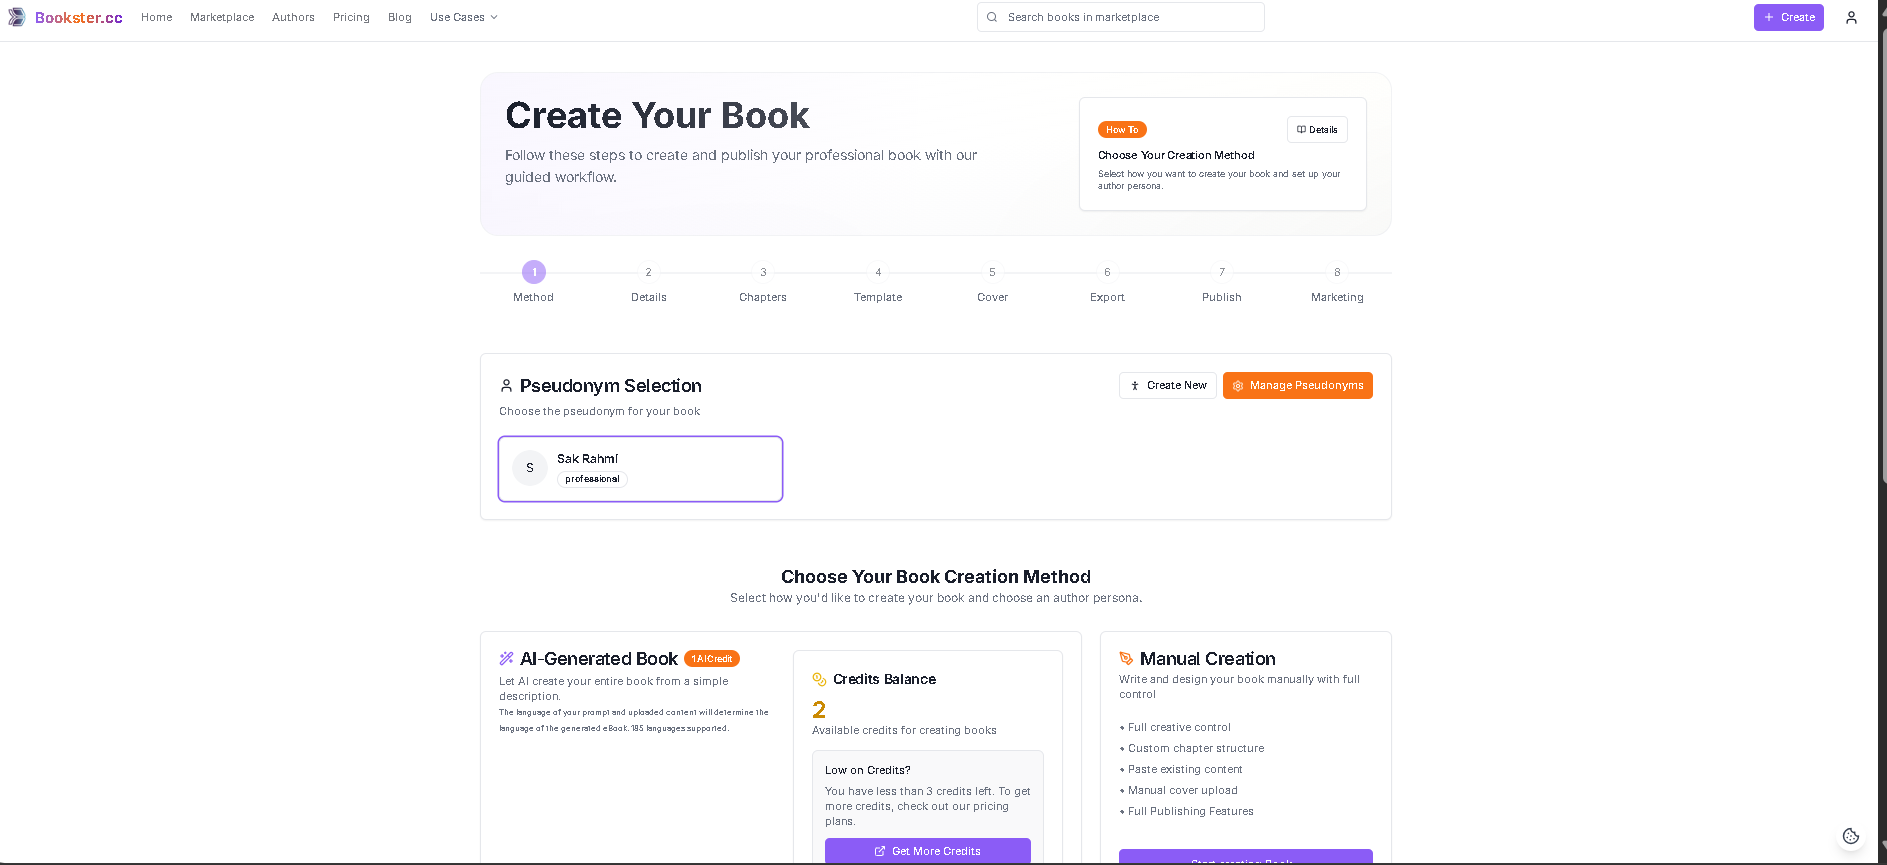 Bookster.cc
Home
Marketplace
Authors
Pricing
Blog
Use Cases
Search books in marketplace
Create
Create Your Book
Follow these steps to create and publish your professional book with our
guided workflow.
How To
Details
Choose Your Creation Method
Select how you want to create your book and set up your
author persona.
1
Method
2
Details
3
Chapters
4
Template
5
Cover
6
Export
7
Publish
8
Marketing
Pseudonym Selection
Choose the pseudonym for your book
Create New
Manage Pseudonyms
S
Sak Rahmi
professional
Choose Your Book Creation Method
Select how you'd like to create your book and choose an author persona.
AI-Generated Book
1 AI Credit
Let AI create your entire book from a simple
description.
The language of your prompt and uploaded content will determine the
language of the generated eBook. 185 languages supported.
Credits Balance
2
Available credits for creating books
Low on Credits?
You have less than 3 credits left. To get
more credits, check out our pricing
plans.
Get More Credits
Manual Creation
Write and design your book manually with full
control
• Full creative control
• Custom chapter structure
• Paste existing content
• Manual cover upload
• Full Publishing Features
Start creating Book